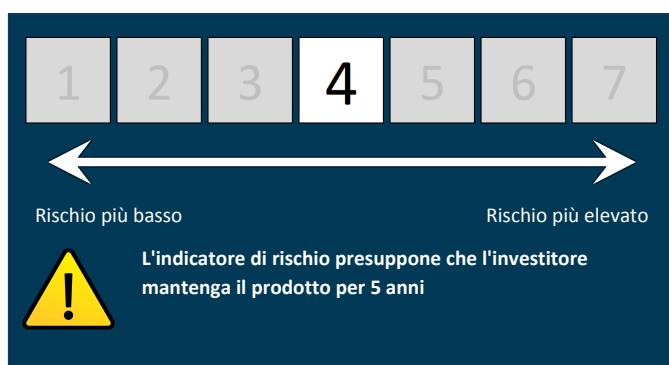 1 2 3 4 5 6 7
Rischio più basso Rischio più elevato
L'indicatore di rischio presuppone che l'investitore
mantenga il prodotto per 5 anni